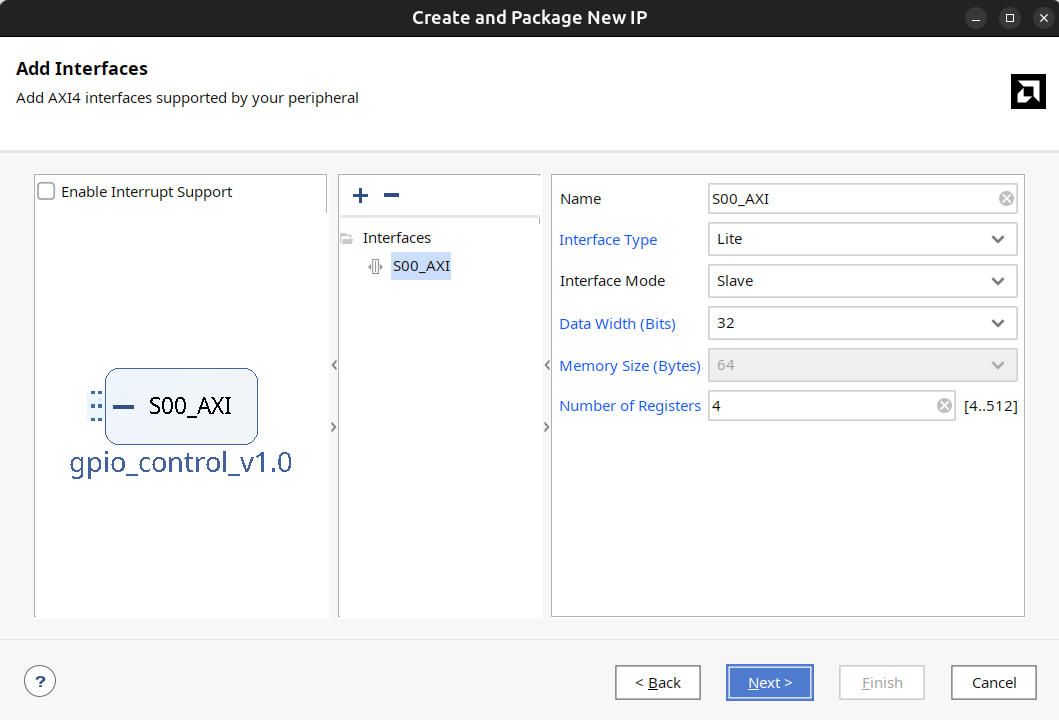 Create and Package New IP
Add Interfaces
Add AXI4 interfaces supported by your peripheral
Enable Interrupt Support
S00_AXI
gpio_control_v1.0
Interfaces
S00_AXI
Name S00_AXI
Interface Type Lite
Interface Mode Slave
Data Width (Bits) 32
Memory Size (Bytes) 64
Number of Registers 4 [4..512]
? < Back Next > Finish Cancel